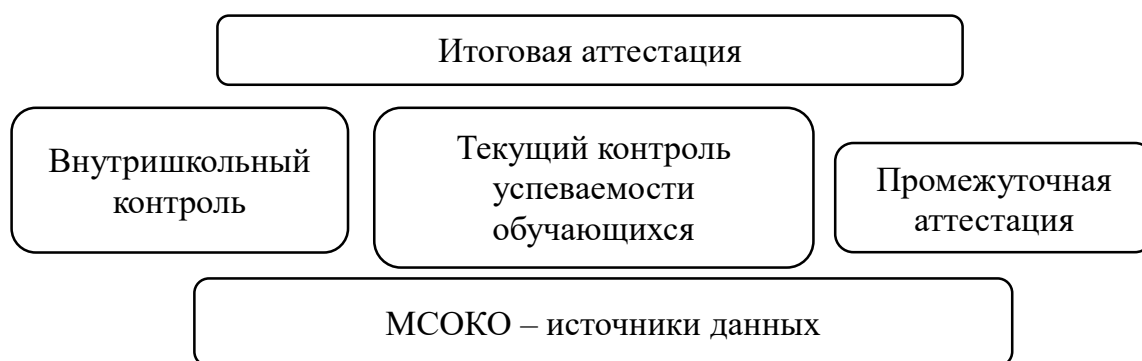 Итоговая аттестация
Внутришкольный
контроль
Текущий контроль
успеваемости
обучающихся
Промежуточная
аттестация
МСОКО – источники данных